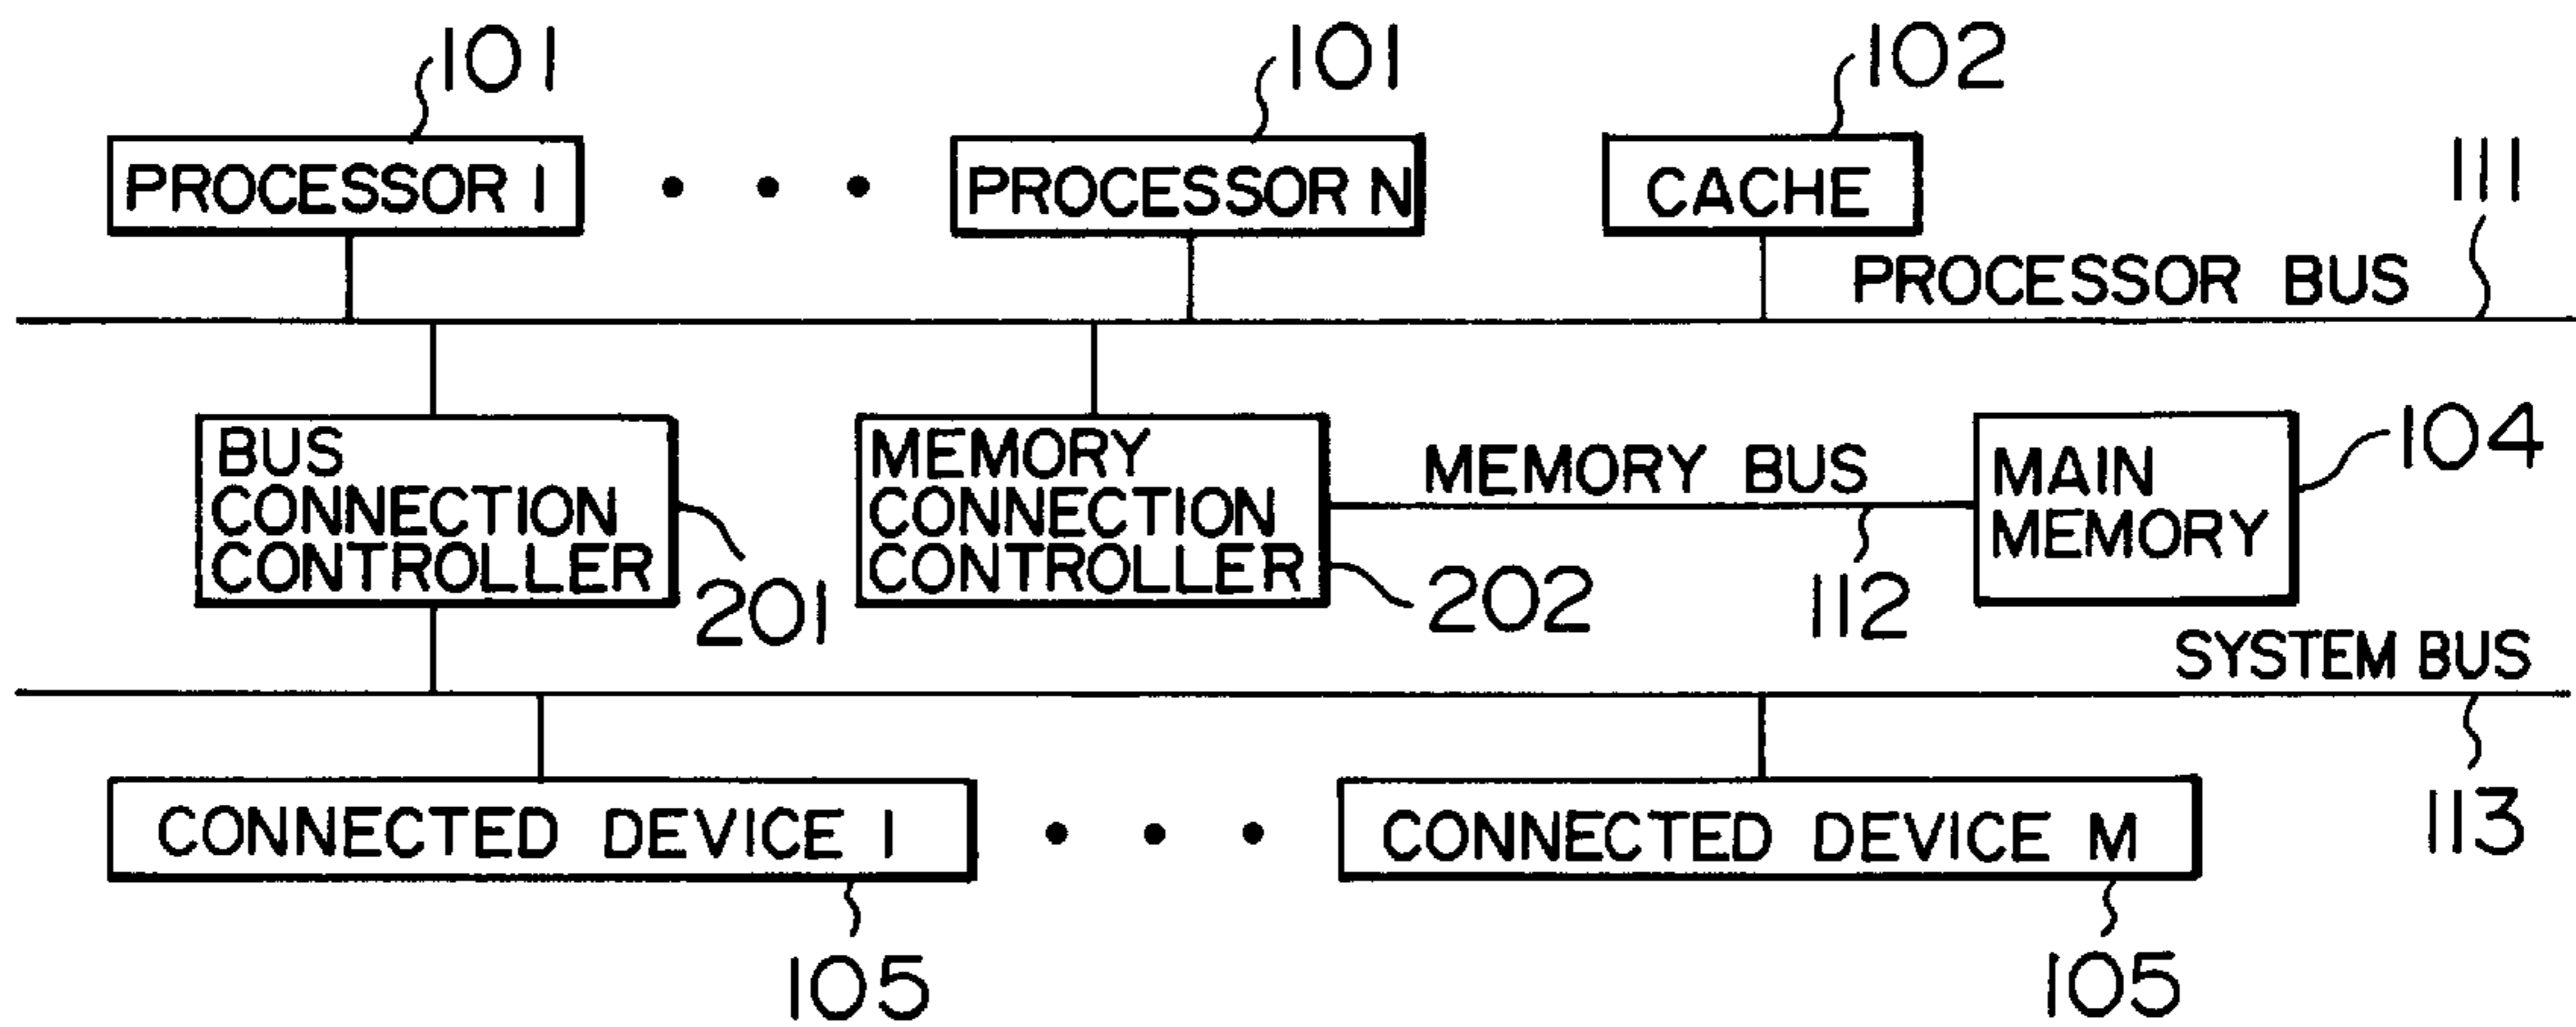 101
101
102
PROCESSOR 1
PROCESSOR N
CACHE
111
PROCESSOR BUS
BUS
CONNECTION
CONTROLLER
201
MEMORY
CONNECTION
CONTROLLER
202
MEMORY BUS
112
MAIN
MEMORY
104
SYSTEM BUS
113
CONNECTED DEVICE 1
CONNECTED DEVICE M
105
105